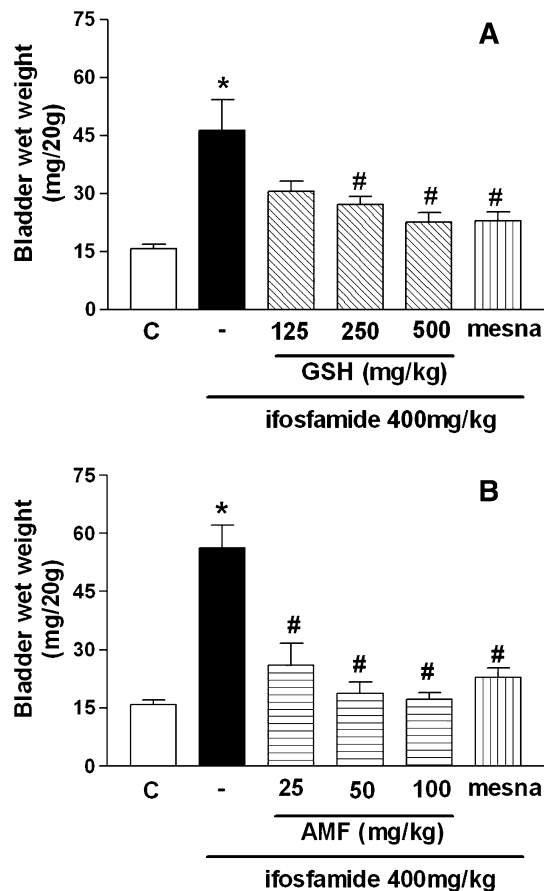 A
Bladder wet weight
(mg/20g)
75
60
45
30
15
0
*
#
#
#
C
-
125
250
500
mesna
GSH (mg/kg)
ifosfamide 400mg/kg
B
Bladder wet weight
(mg/20g)
75
60
45
30
15
0
*
#
#
#
#
C
-
25
50
100
mesna
AMF (mg/kg)
ifosfamide 400mg/kg